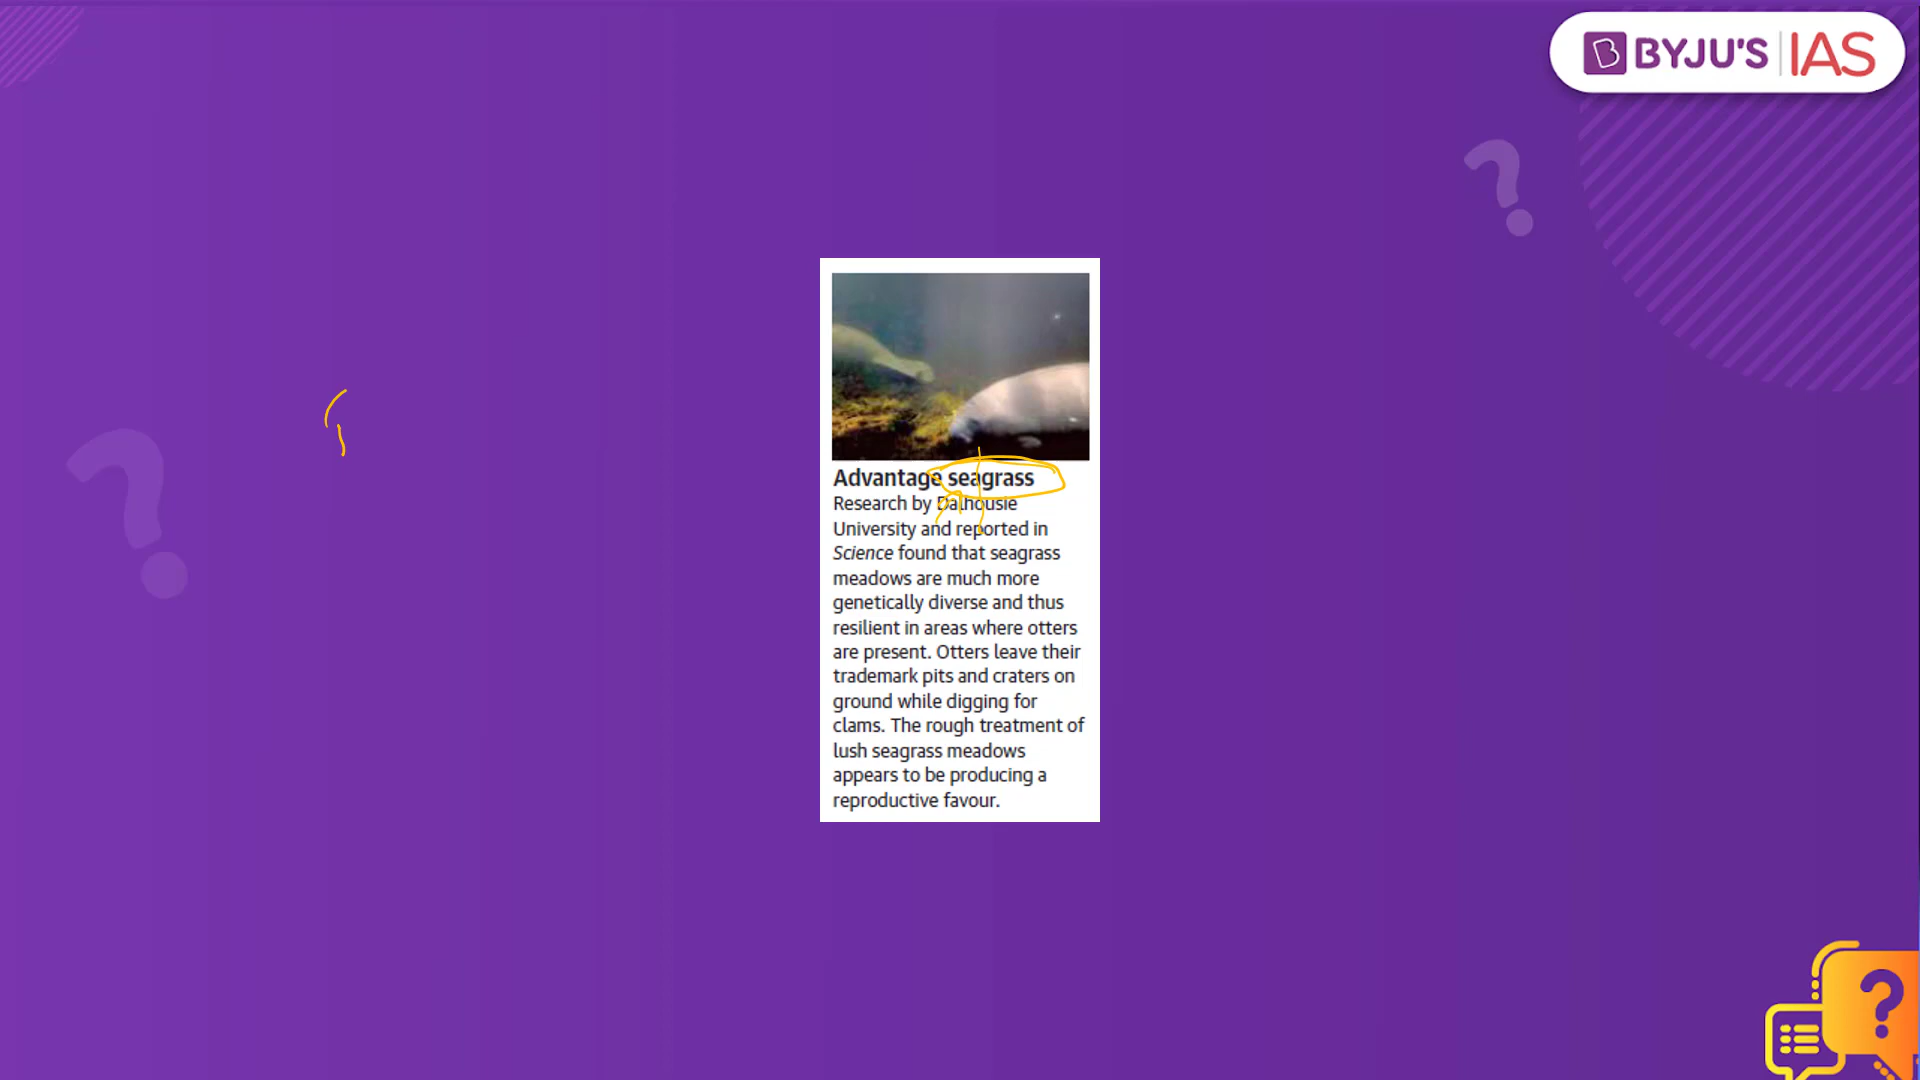 BYJU'S IAS
Advantage seagrass
Research by Dalhousie
University and reported in
Science found that seagrass
meadows are much more
genetically diverse and thus
resilient in areas where otters
are present. Otters leave their
trademark pits and craters on
ground while digging for
clams. The rough treatment of
lush seagrass meadows
appears to be producing a
reproductive favour.